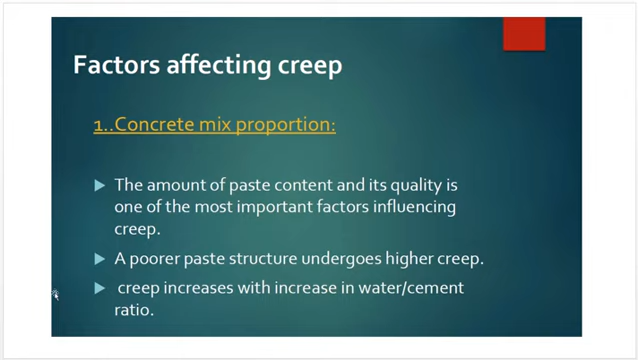 Factors affecting creep
1..Concrete mix proportion:
The amount of paste content and its quality is
one of the most important factors influencing
creep.
A poorer paste structure undergoes higher creep.
creep increases with increase in water/cement
ratio.